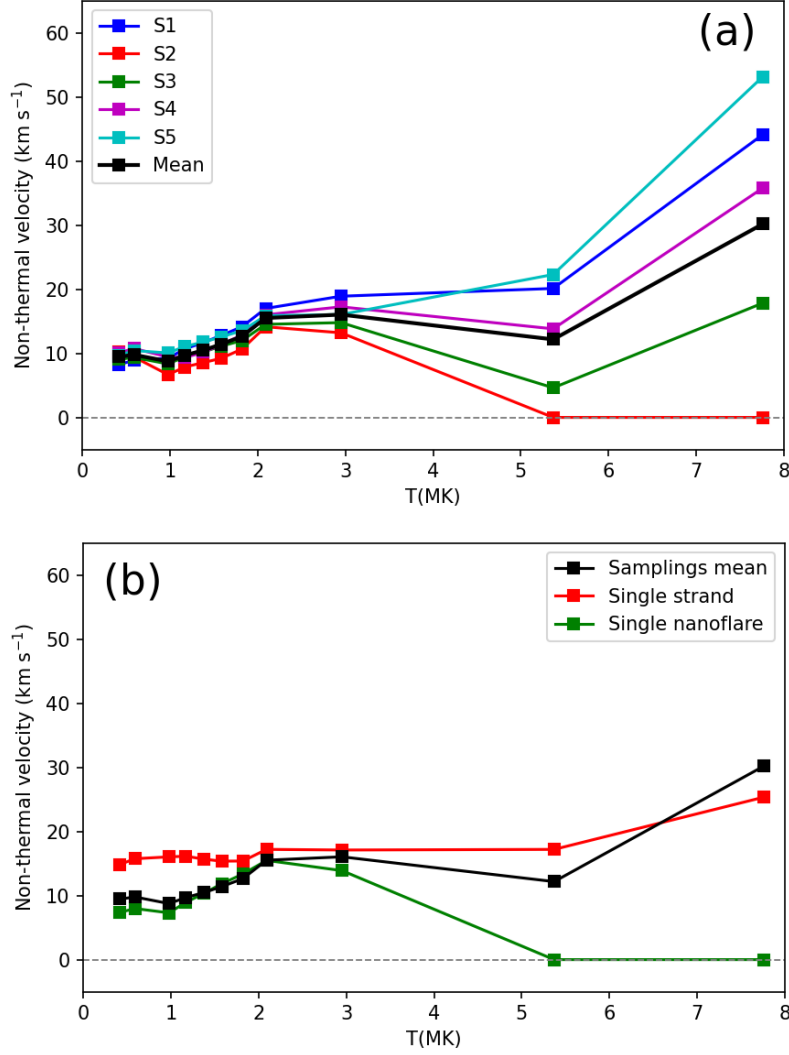 (a)
S1
S2
S3
S4
S5
Mean
Non-thermal velocity (km s⁻¹)
60
50
40
30
20
10
0
0 1 2 3 4 5 6 7 8
T(MK)
(b)
Samplings mean
Single strand
Single nanoflare
Non-thermal velocity (km s⁻¹)
60
50
40
30
20
10
0
0 1 2 3 4 5 6 7 8
T(MK)